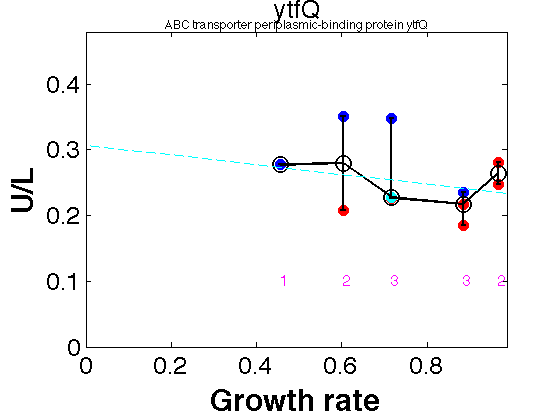 ytfQ
ABC transporter periplasmic-binding protein ytfQ
0.4
0.3
0.2
0.1
0
U/L
1 2 3 3 2
0 0.2 0.4 0.6 0.8
Growth rate